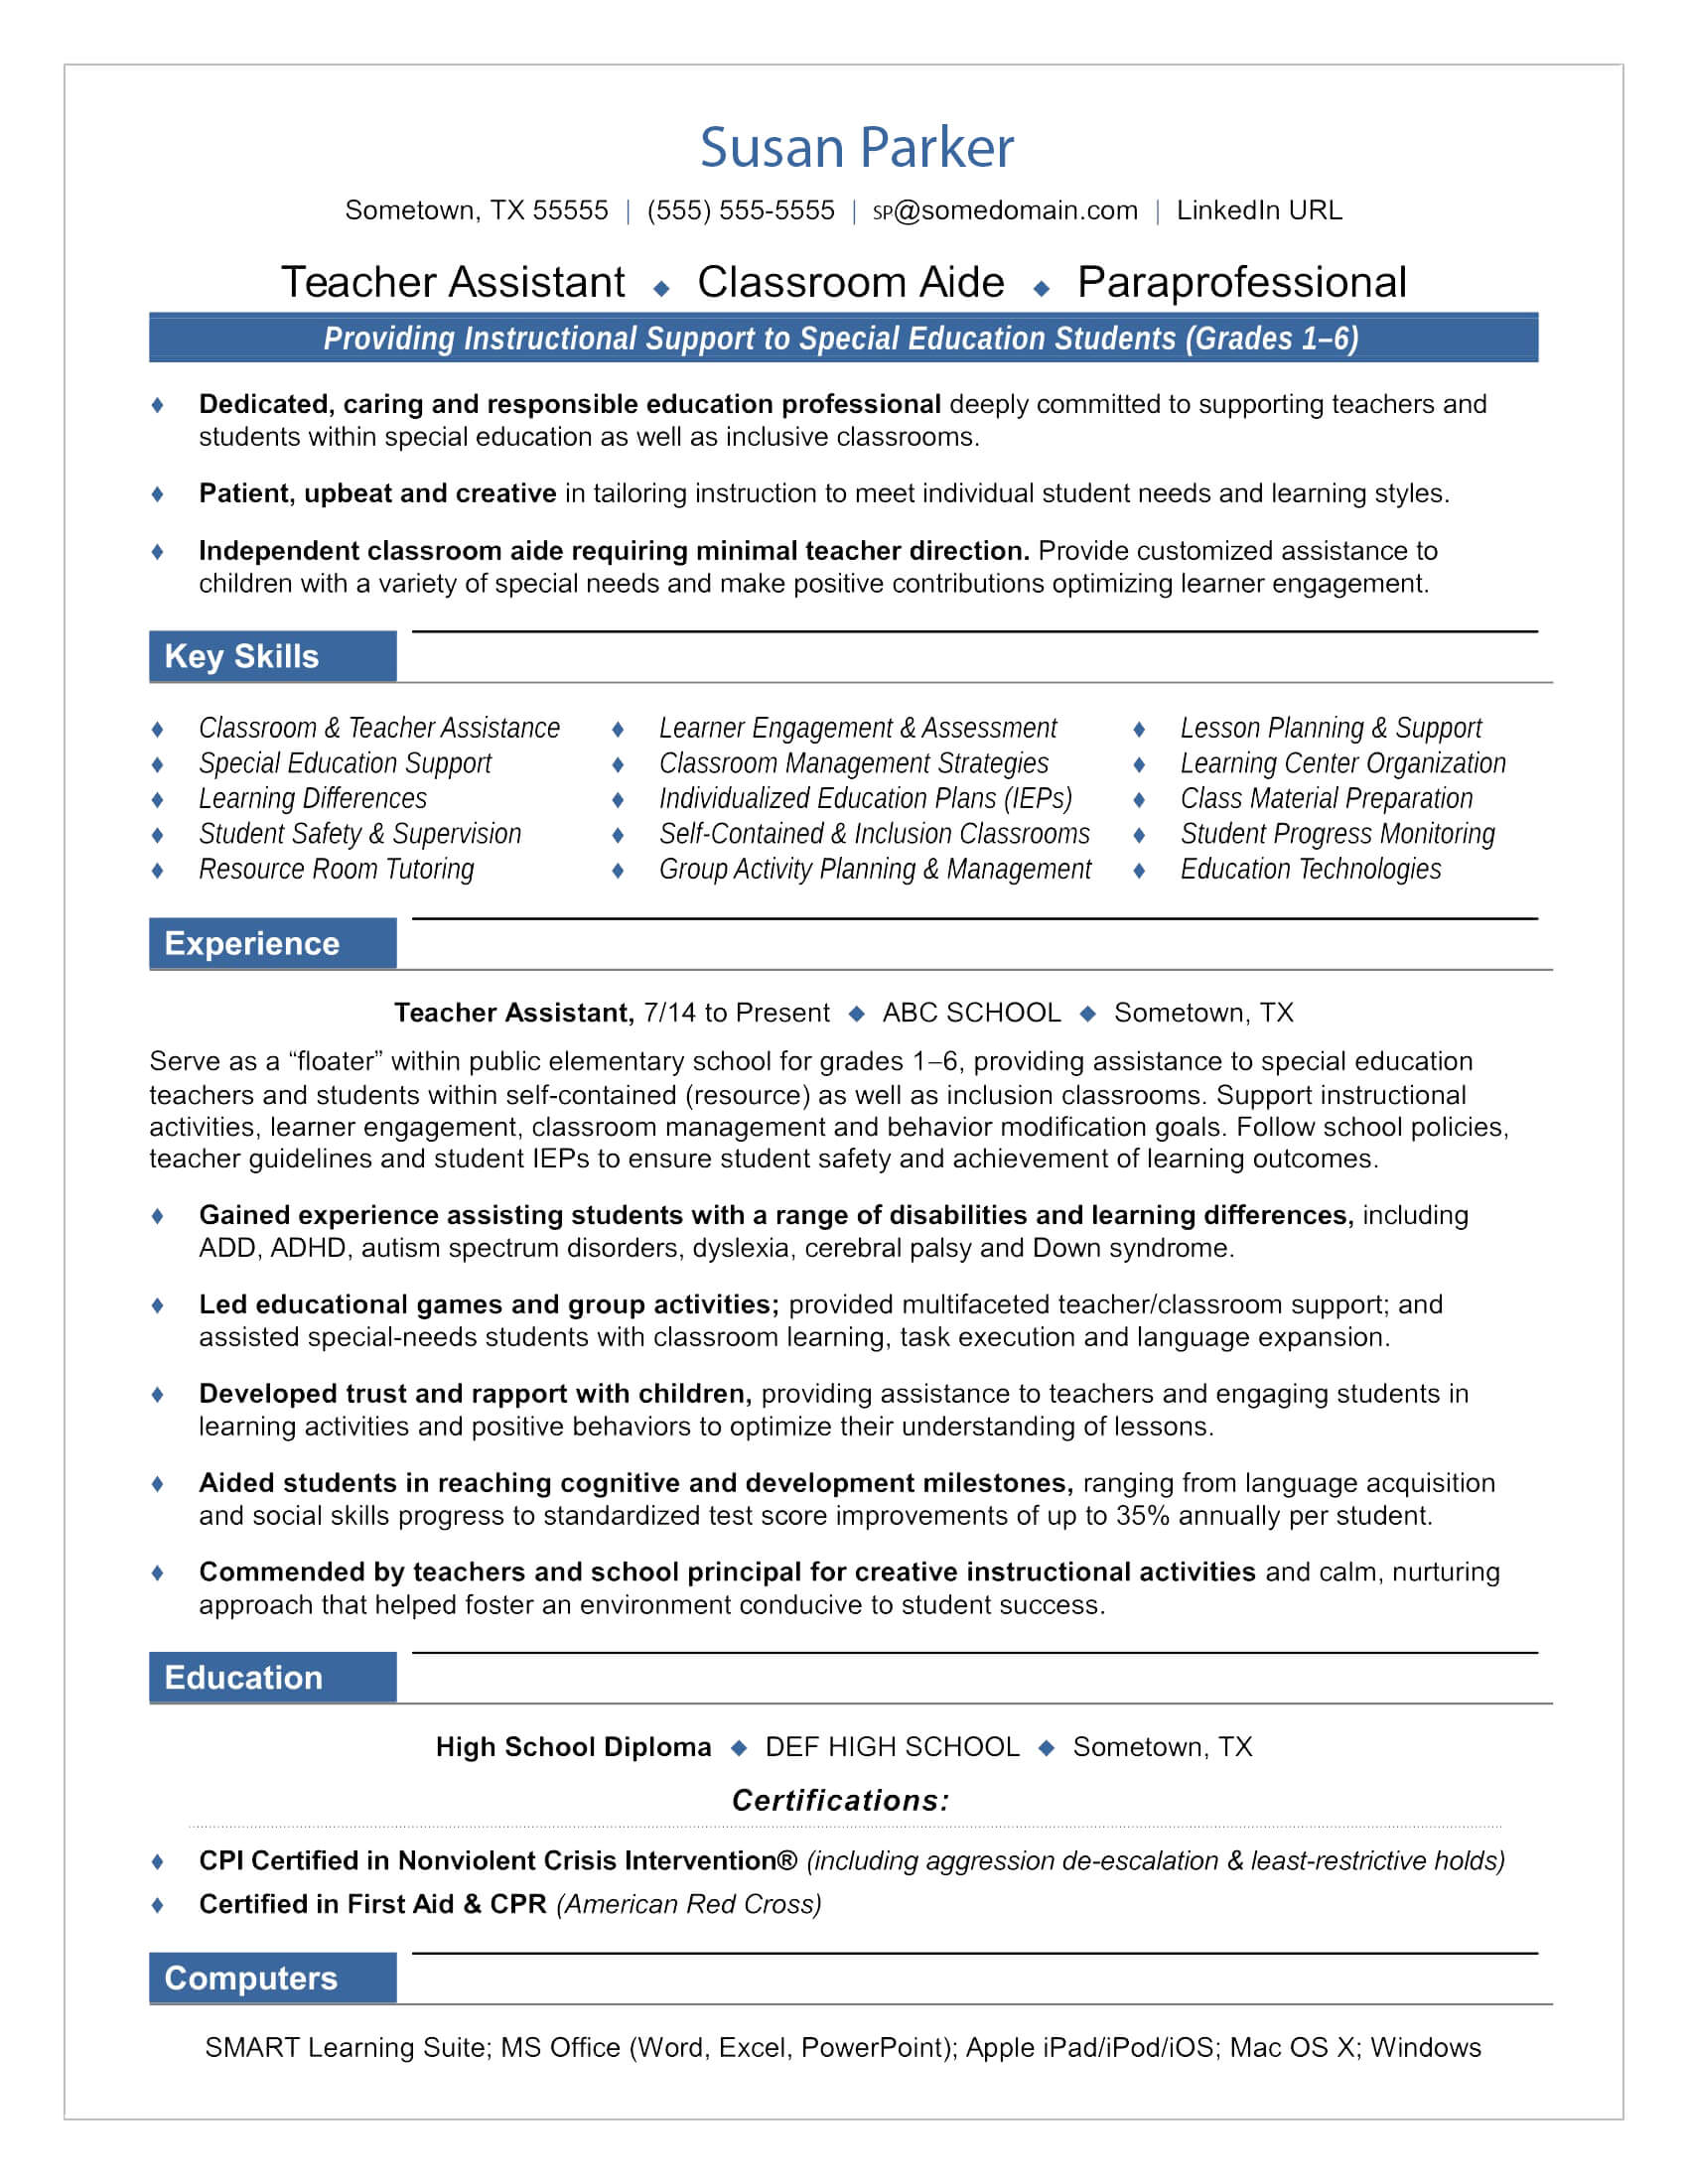 Susan Parker
Sometown, TX 55555 | (555) 555-5555 | SP@somedomain.com | LinkedIn URL
Teacher Assistant ◆ Classroom Aide ◆ Paraprofessional
Providing Instructional Support to Special Education Students (Grades 1–6)
♦ Dedicated, caring and responsible education professional deeply committed to supporting teachers and
students within special education as well as inclusive classrooms.
♦ Patient, upbeat and creative in tailoring instruction to meet individual student needs and learning styles.
♦ Independent classroom aide requiring minimal teacher direction. Provide customized assistance to
children with a variety of special needs and make positive contributions optimizing learner engagement.
Key Skills
♦ Classroom & Teacher Assistance ♦ Learner Engagement & Assessment ♦ Lesson Planning & Support
♦ Special Education Support ♦ Classroom Management Strategies ♦ Learning Center Organization
♦ Learning Differences ♦ Individualized Education Plans (IEPs) ♦ Class Material Preparation
♦ Student Safety & Supervision ♦ Self-Contained & Inclusion Classrooms ♦ Student Progress Monitoring
♦ Resource Room Tutoring ♦ Group Activity Planning & Management ♦ Education Technologies
Experience
Teacher Assistant, 7/14 to Present ◆ ABC SCHOOL ◆ Sometown, TX
Serve as a “floater” within public elementary school for grades 1–6, providing assistance to special education
teachers and students within self-contained (resource) as well as inclusion classrooms. Support instructional
activities, learner engagement, classroom management and behavior modification goals. Follow school policies,
teacher guidelines and student IEPs to ensure student safety and achievement of learning outcomes.
♦ Gained experience assisting students with a range of disabilities and learning differences, including
ADD, ADHD, autism spectrum disorders, dyslexia, cerebral palsy and Down syndrome.
♦ Led educational games and group activities; provided multifaceted teacher/classroom support; and
assisted special-needs students with classroom learning, task execution and language expansion.
♦ Developed trust and rapport with children, providing assistance to teachers and engaging students in
learning activities and positive behaviors to optimize their understanding of lessons.
♦ Aided students in reaching cognitive and development milestones, ranging from language acquisition
and social skills progress to standardized test score improvements of up to 35% annually per student.
♦ Commended by teachers and school principal for creative instructional activities and calm, nurturing
approach that helped foster an environment conducive to student success.
Education
High School Diploma ◆ DEF HIGH SCHOOL ◆ Sometown, TX
Certifications:
♦ CPI Certified in Nonviolent Crisis Intervention® (including aggression de-escalation & least-restrictive holds)
♦ Certified in First Aid & CPR (American Red Cross)
Computers
SMART Learning Suite; MS Office (Word, Excel, PowerPoint); Apple iPad/iPod/iOS; Mac OS X; Windows